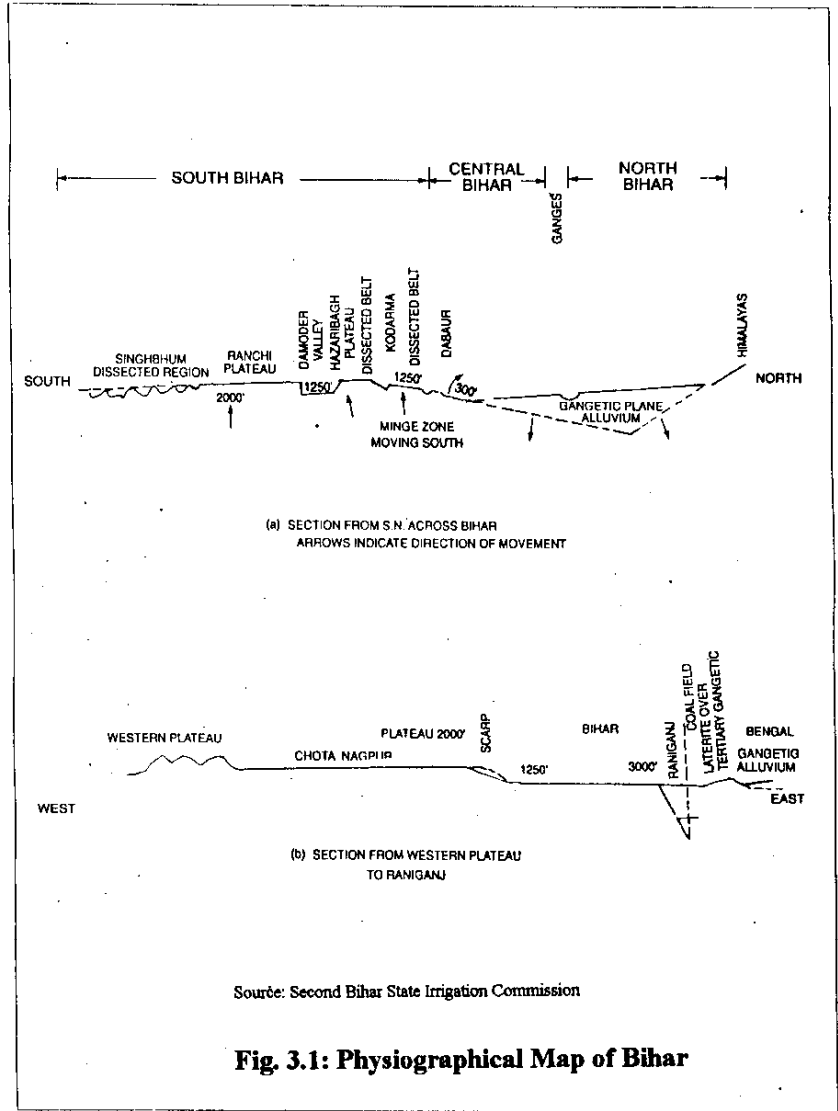 SOUTH BIHAR
CENTRAL
BIHAR
NORTH
BIHAR
GANGES
SINGHBHUM
DISSECTED REGION
RANCHI
PLATEAU
DAMODER
VALLEY
HAZARIBAGH
PLATEAU
DISSECTED BELT
KODARMA
DISSECTED BELT
DABAUR
HIMALAYAS
SOUTH
2000'
1250'
1250'
300'
GANGETIC PLANE
ALLUVIUM
NORTH
MINGE ZONE
MOVING SOUTH
(a) SECTION FROM S.N. ACROSS BIHAR
ARROWS INDICATE DIRECTION OF MOVEMENT
WESTERN PLATEAU
CHOTA NAGPUR
PLATEAU 2000'
SCARP
1250'
BIHAR
3000'
RANIGANJ
COAL FIELD
LATERITE OVER
TERTIARY GANGETIC
BENGAL
GANGETIG
ALLUVIUM
WEST
EAST
(b) SECTION FROM WESTERN PLATEAU
TO RANIGANJ
Source: Second Bihar State Irrigation Commission
Fig. 3.1: Physiographical Map of Bihar